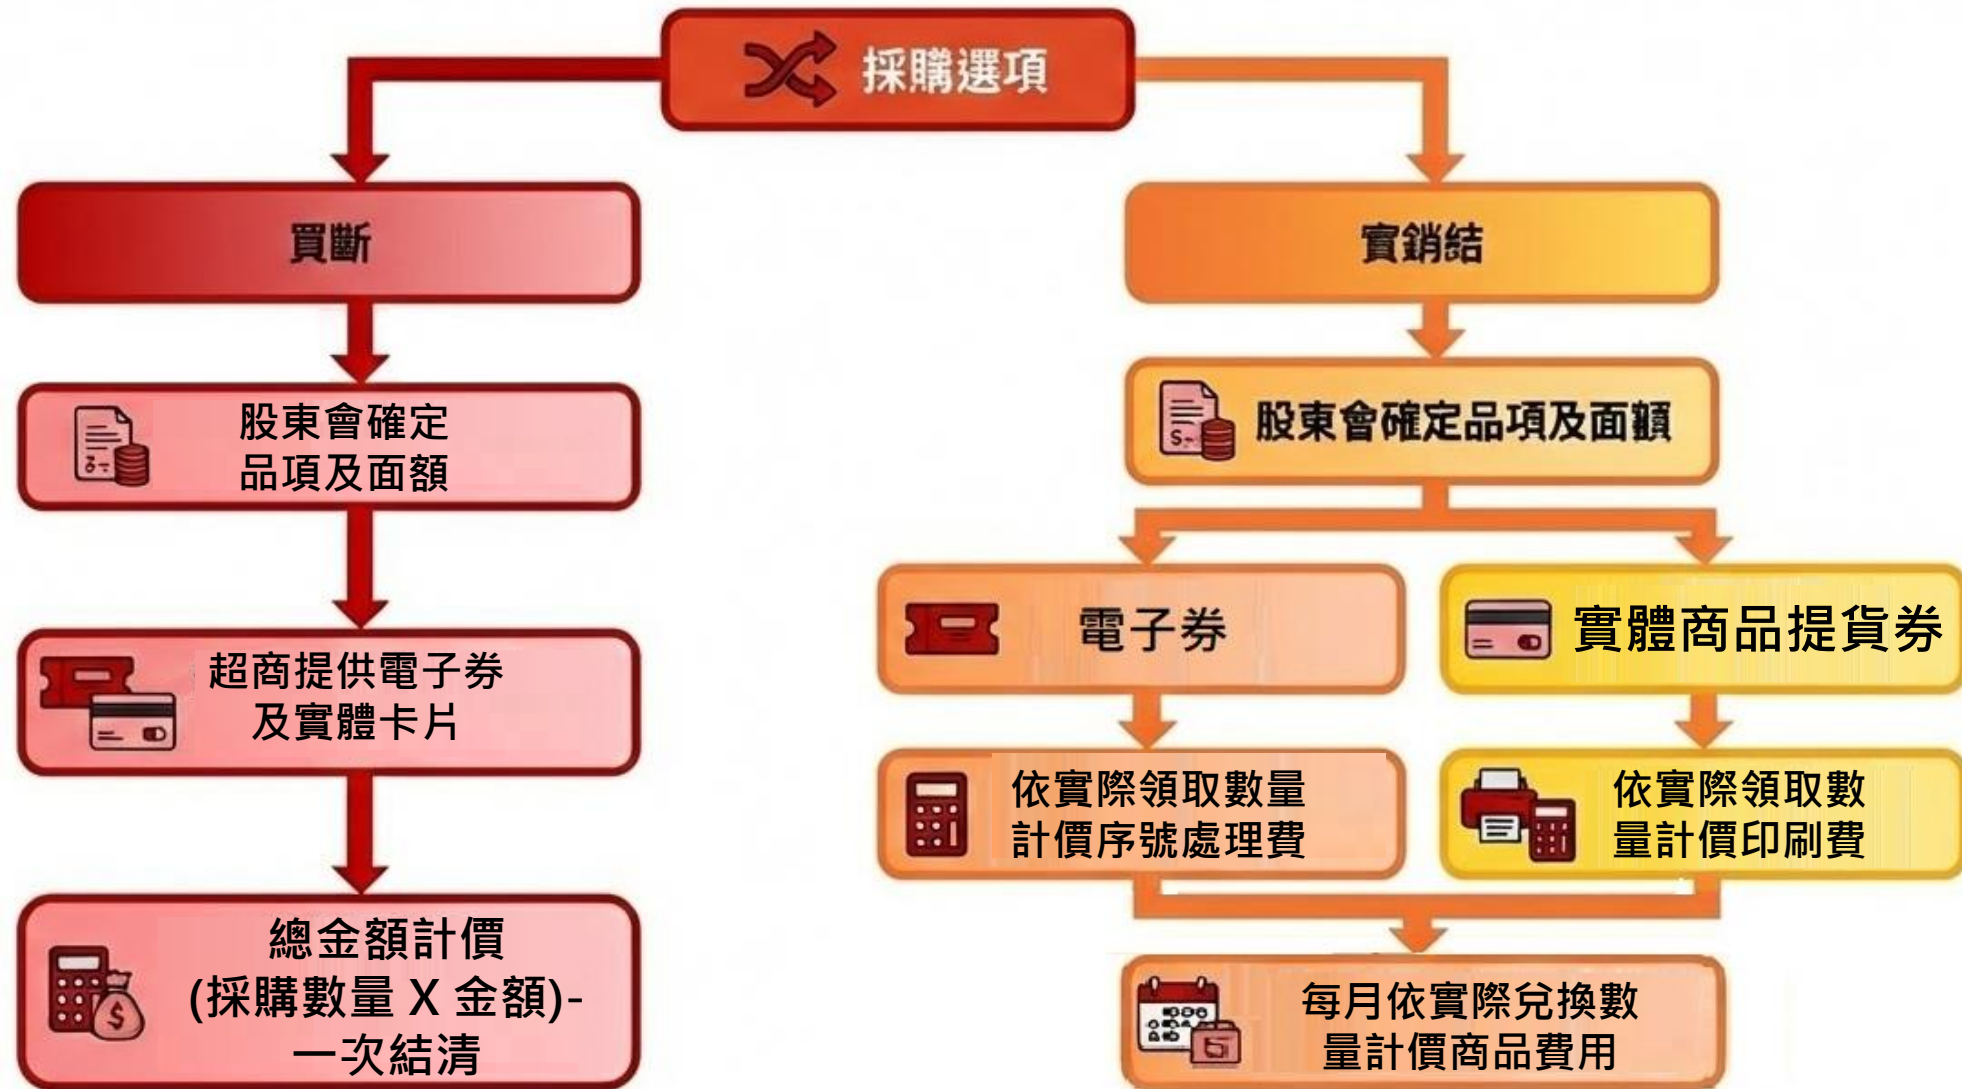 採購選項
買斷
股東會確定
品項及面額
超商提供電子券
及實體卡片
總金額計價
(採購數量 X 金額)-
一次結清
實銷結
股東會確定品項及面額
電子券
依實際領取數量
計價序號處理費
實體商品提貨券
依實際領取數
量計價印刷費
每月依實際兌換數
量計價商品費用